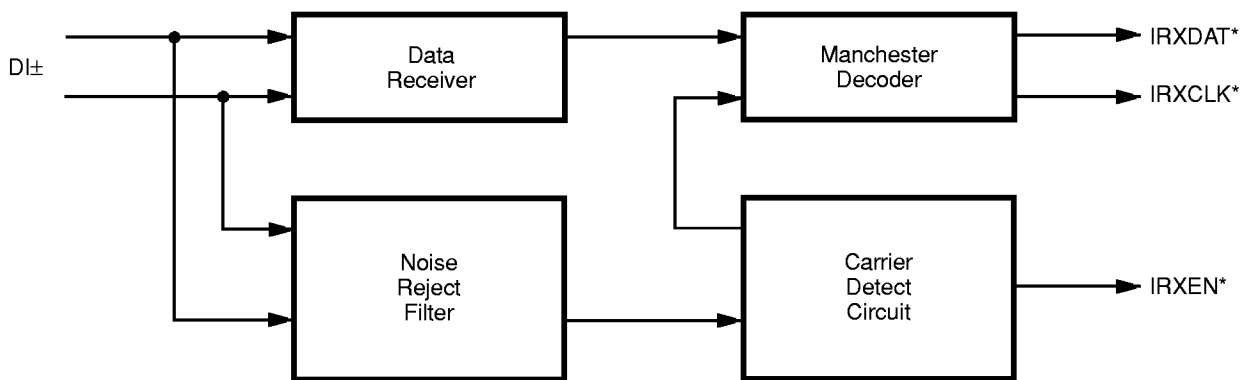 DI±
Data
Receiver
Manchester
Decoder
IRXDAT*
IRXCLK*
Noise
Reject
Filter
Carrier
Detect
Circuit
IRXEN*